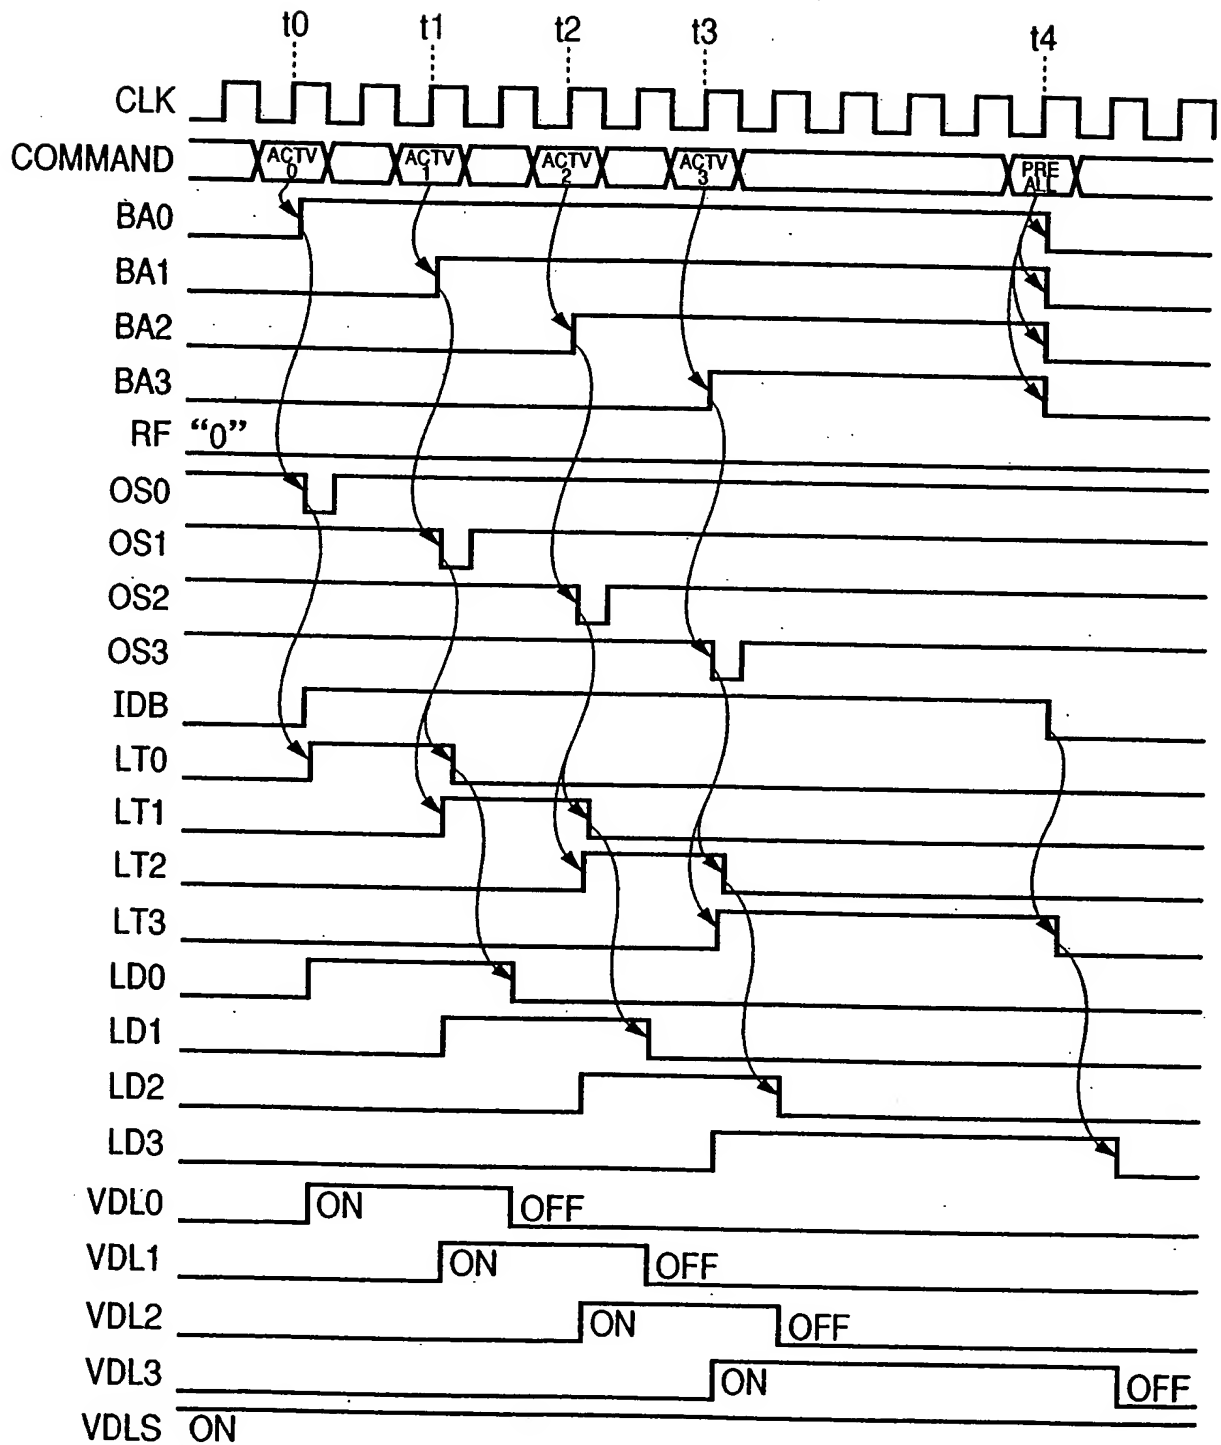 t0 t1 t2 t3 t4
CLK
COMMAND ACTV 0 ACTV 1 ACTV 2 ACTV 3 PRE ALL
BA0
BA1
BA2
BA3
RF “0”
OS0
OS1
OS2
OS3
IDB
LT0
LT1
LT2
LT3
LD0
LD1
LD2
LD3
VDL0 ON OFF
VDL1 ON OFF
VDL2 ON OFF
VDL3 ON OFF
VDLS ON